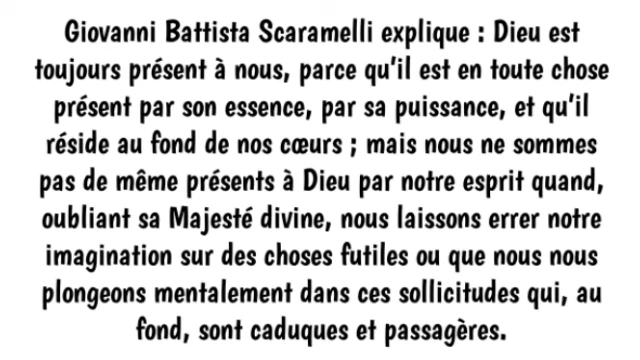 Giovanni Battista Scaramelli explique : Dieu est
toujours présent à nous, parce qu'il est en toute chose
présent par son essence, par sa puissance, et qu'il
réside au fond de nos cœurs ; mais nous ne sommes
pas de même présents à Dieu par notre esprit quand,
oubliant sa Majesté divine, nous laissons errer notre
imagination sur des choses futiles ou que nous nous
plongeons mentalement dans ces sollicitudes qui, au
fond, sont caduques et passagères.